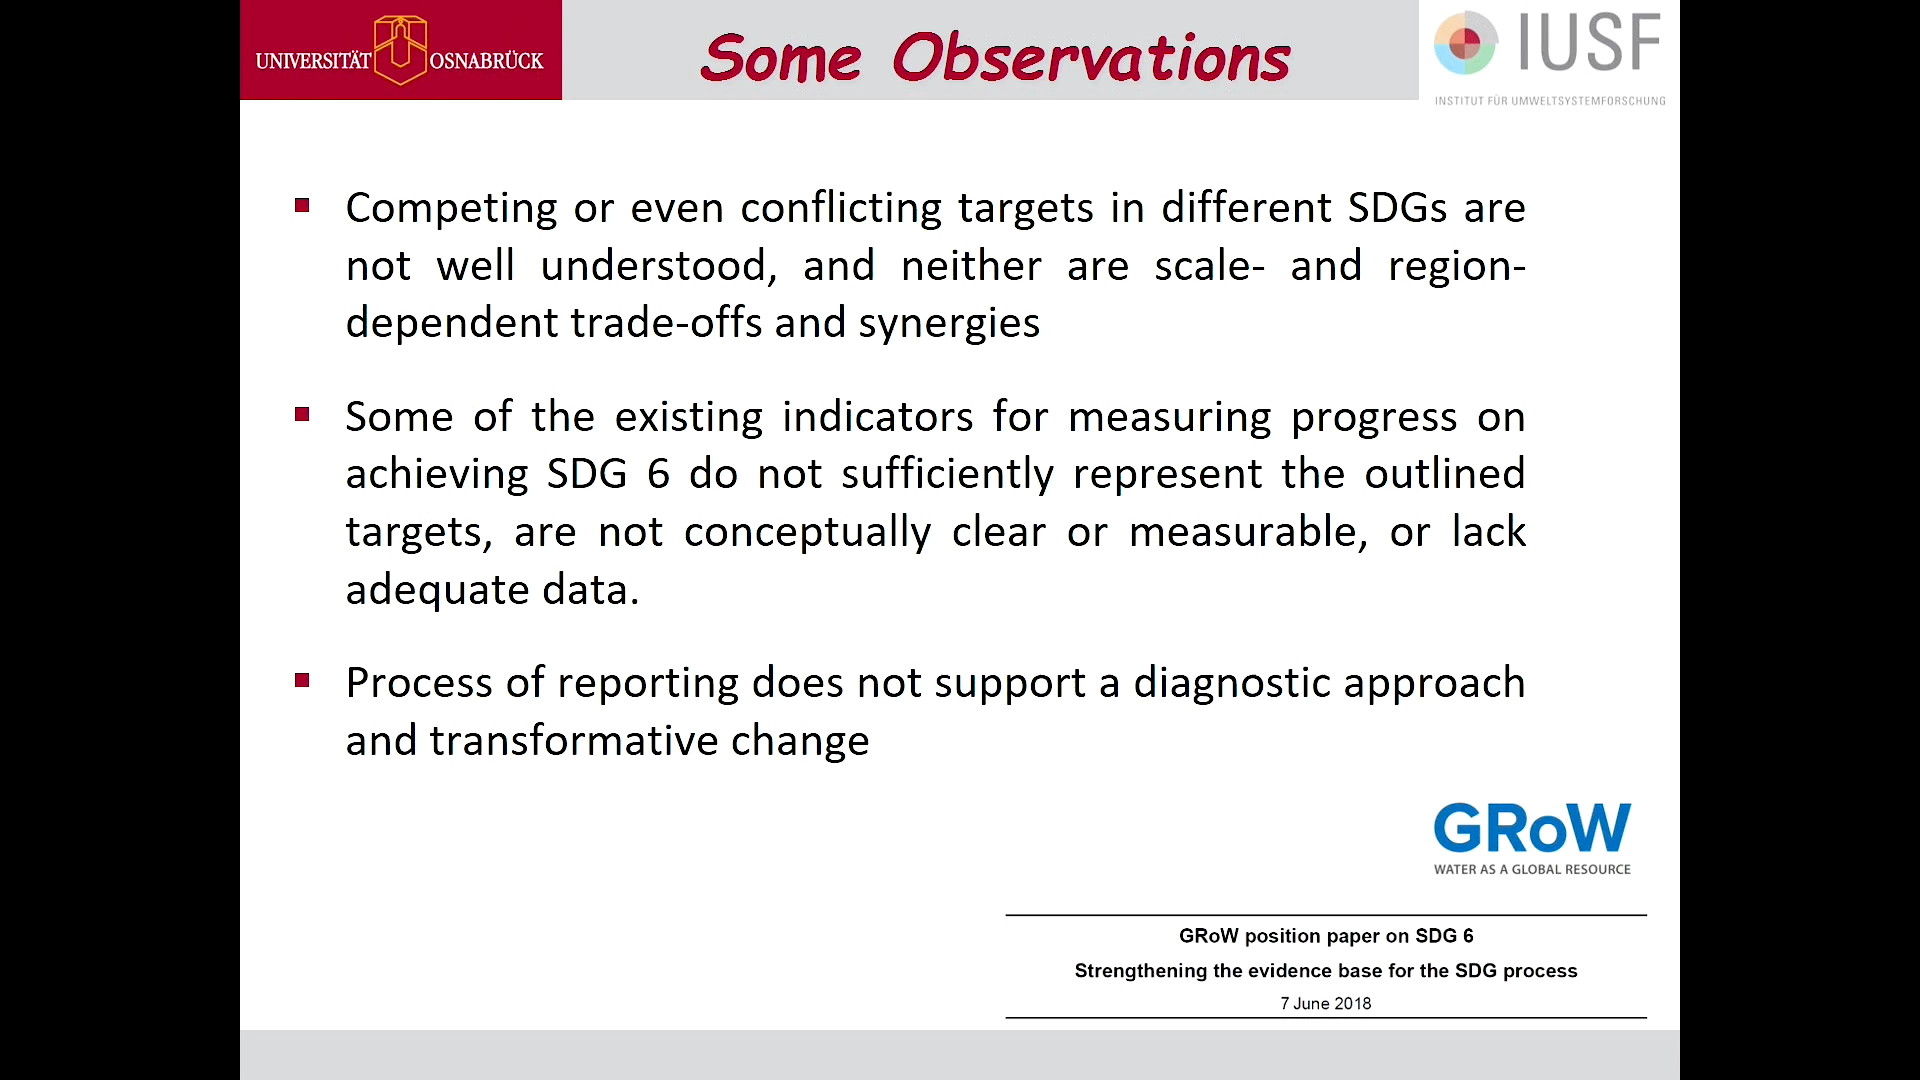 UNIVERSITÄT OSNABRÜCK
Some Observations
IUSF
INSTITUT FÜR UMWELTSYSTEMFORSCHUNG
Competing or even conflicting targets in different SDGs are
not well understood, and neither are scale- and region-
dependent trade-offs and synergies
Some of the existing indicators for measuring progress on
achieving SDG 6 do not sufficiently represent the outlined
targets, are not conceptually clear or measurable, or lack
adequate data.
Process of reporting does not support a diagnostic approach
and transformative change
GRoW
WATER AS A GLOBAL RESOURCE
GRoW position paper on SDG 6
Strengthening the evidence base for the SDG process
7 June 2018